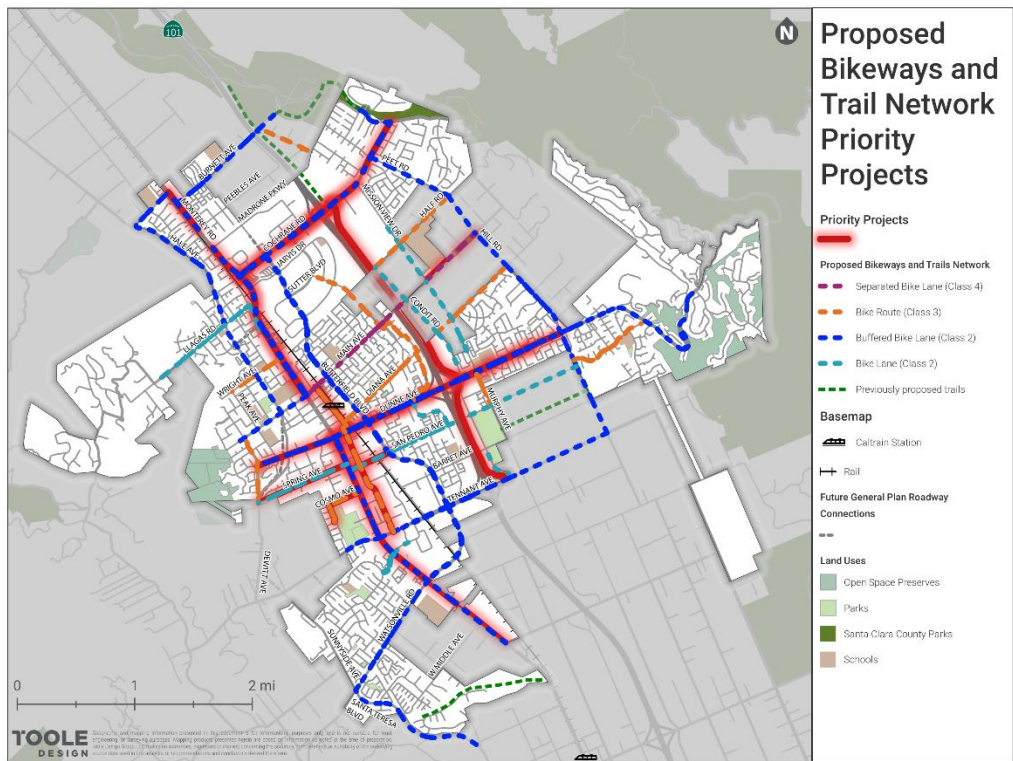 101
N
Proposed
Bikeways and
Trail Network
Priority
Projects
Priority Projects
Proposed Bikeways and Trails Network
Separated Bike Lane (Class 4)
Bike Route (Class 3)
Buffered Bike Lane (Class 2)
Bike Lane (Class 2)
Previously proposed trails
Basemap
Caltrain Station
Rail
Future General Plan Roadway
Connections
Land Uses
Open Space Preserves
Parks
Santa Clara County Parks
Schools
BURNETT AVE
PEEBLES AVE
MADRONE PKWY
MONTEREY RD
HALE AVE
COCHRANE RD
JARVIS DR
SUTTER BLVD
PEET RD
MISSION VIEW DR
HALF RD
HILL RD
CONDIT RD
LLAGAS RD
MAIN AVE
WRIGHT AVE
PEAK AVE
BUTTERFIELD BLVD
DIANA AVE
DUNNE AVE
MURPHY AVE
SAN PEDRO AVE
BARRET AVE
SPRING AVE
COSMO AVE
TENNANT AVE
DEWITT AVE
WATSONVILLE RD
SUNNYSIDE AVE
W MIDDLE AVE
SANTA TERESA
BLVD
0 1 2 mi
TOOLE
DESIGN